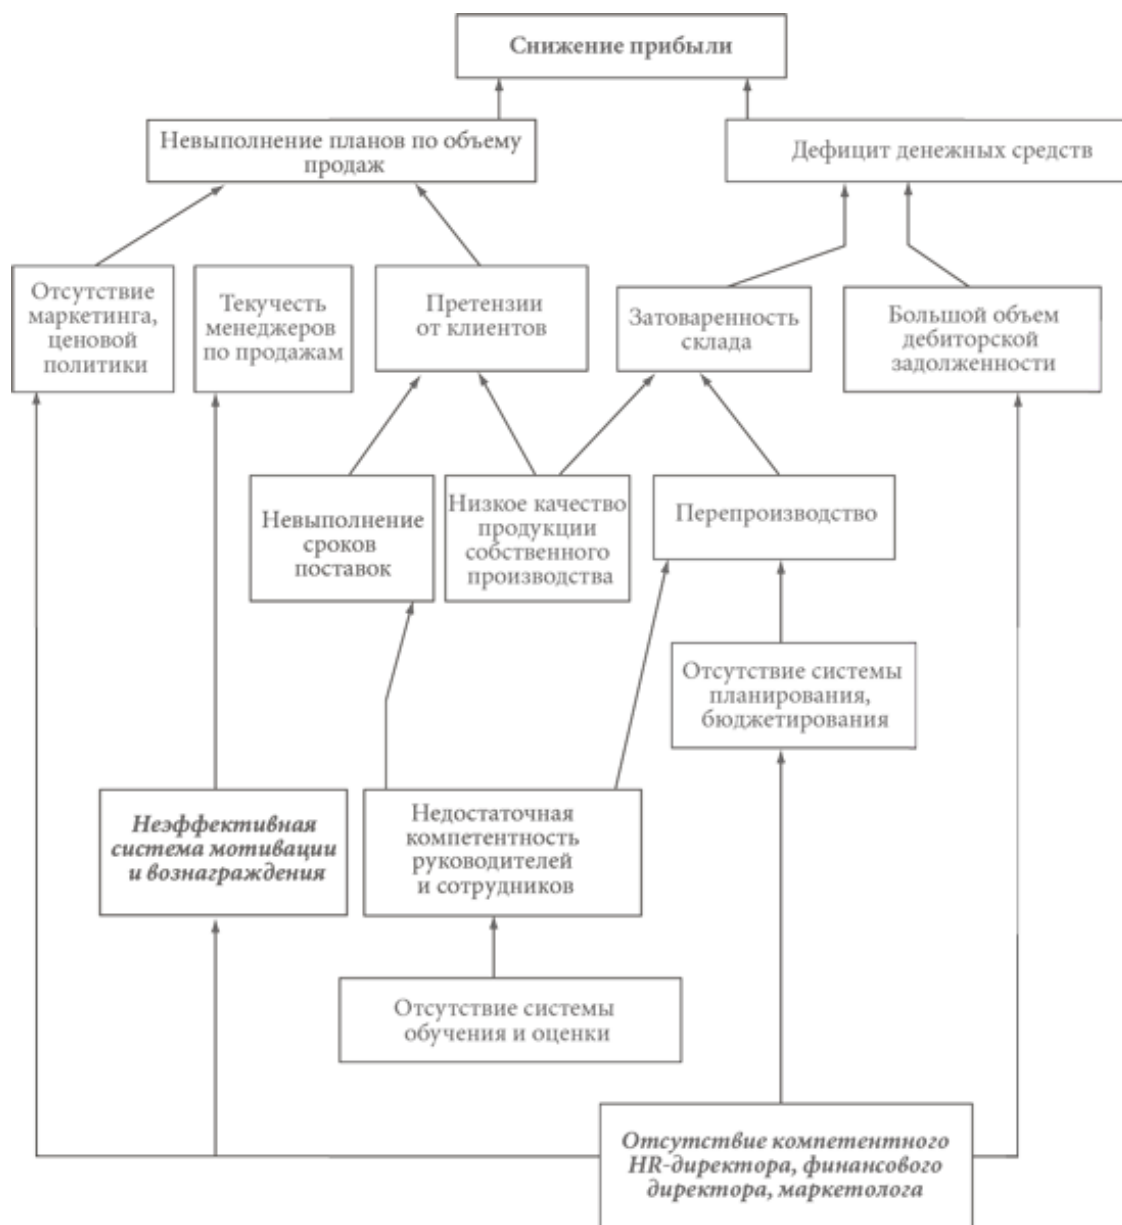 Снижение прибыли
Невыполнение планов по объему
продаж
Дефицит денежных средств
Отсутствие
маркетинга,
ценовой
политики
Текучесть
менеджеров
по продажам
Претензии
от клиентов
Затоваренность
склада
Большой объем
дебиторской
задолженности
Невыполнение
сроков
поставок
Низкое качество
продукции
собственного
производства
Перепроизводство
Отсутствие системы
планирования,
бюджетирования
Неэффективная
система мотивации
и вознаграждения
Недостаточная
компетентность
руководителей
и сотрудников
Отсутствие системы
обучения и оценки
Отсутствие компетентного
HR-директора, финансового
директора, маркетолога